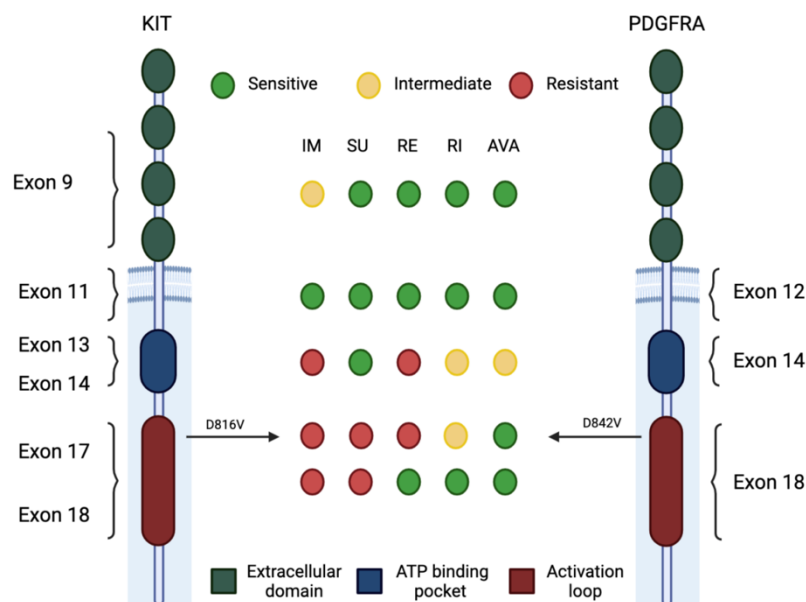 KIT
PDGFRA
Sensitive
Intermediate
Resistant
IM SU RE RI AVA
Exon 9
Exon 11
Exon 12
Exon 13
Exon 14
Exon 14
D816V
D842V
Exon 17
Exon 18
Exon 18
Extracellular
domain
ATP binding
pocket
Activation
loop